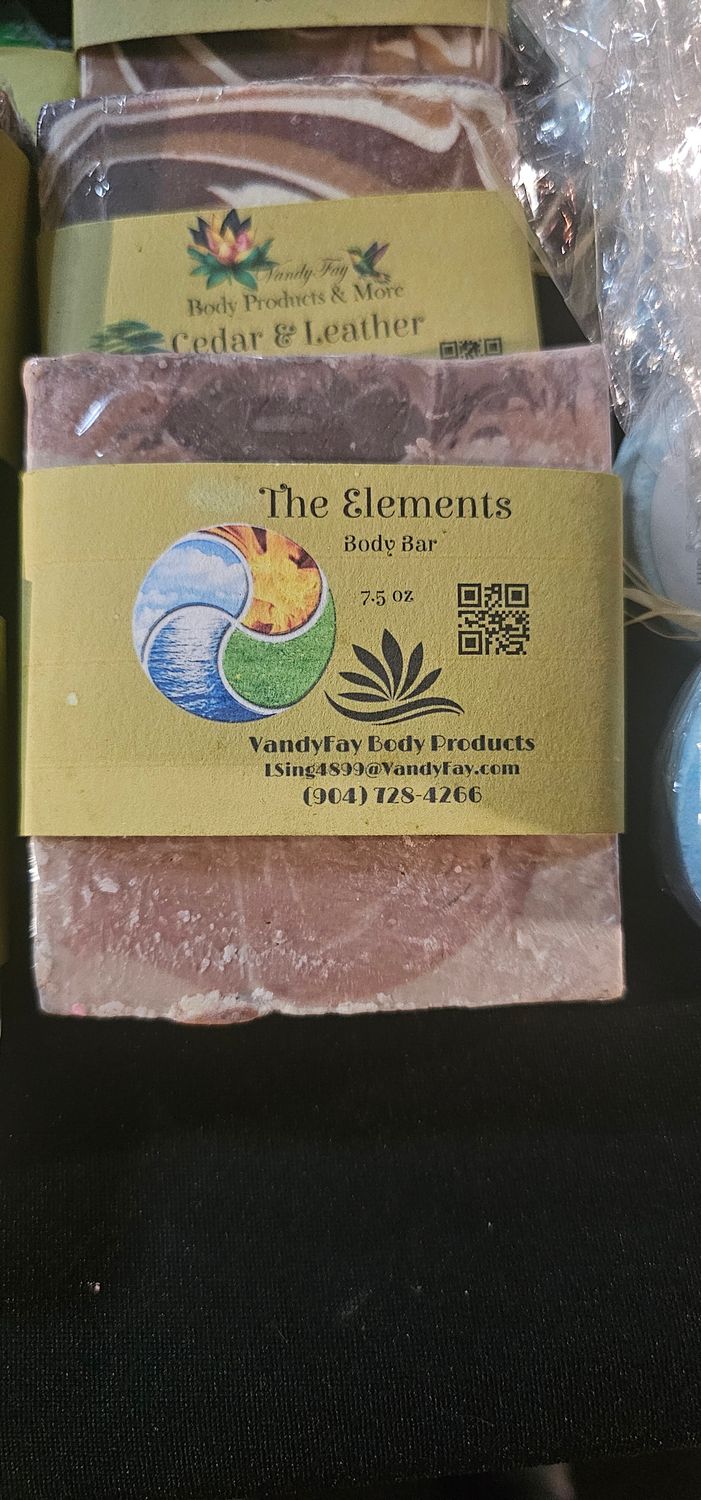 Vandy Fay
Body Products & More
Cedar & Leather
The Elements
Body Bar
7.5 oz
VandyFay Body Products
LSing4899@VandyFay.com
(904) 728-4266